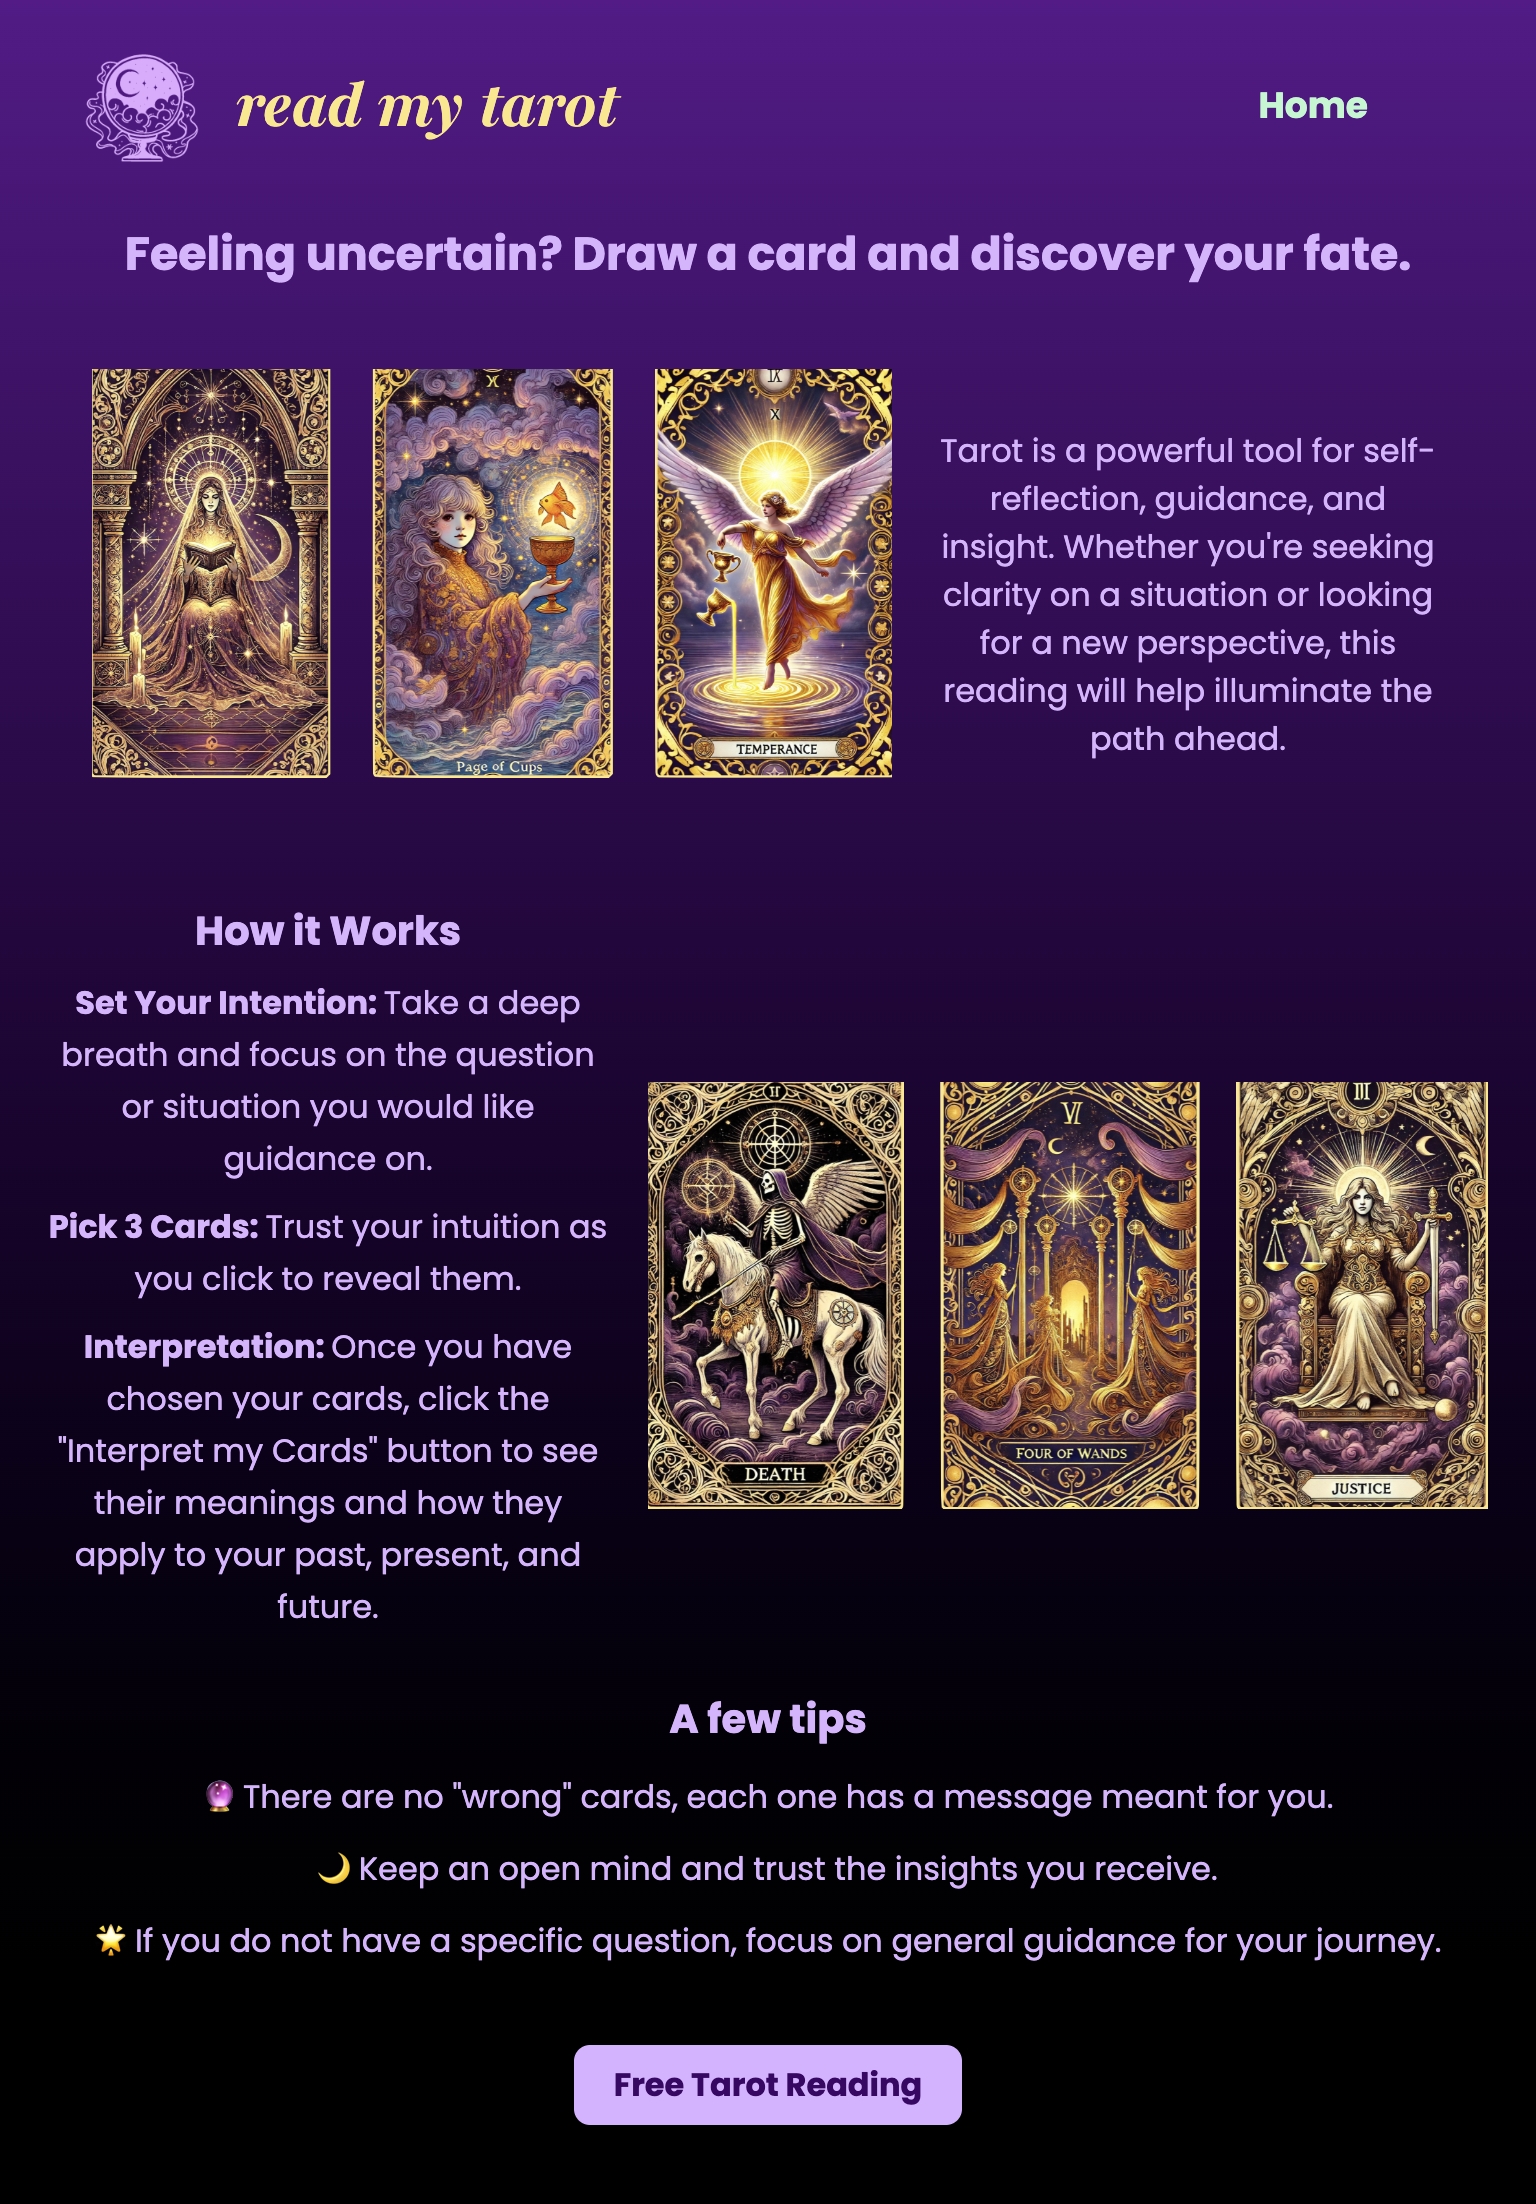 read my tarot
Home
Feeling uncertain? Draw a card and discover your fate.
IX
X
TEMPERANCE
Page of Cups
Tarot is a powerful tool for self-
reflection, guidance, and
insight. Whether you're seeking
clarity on a situation or looking
for a new perspective, this
reading will help illuminate the
path ahead.
How it Works
Set Your Intention: Take a deep
breath and focus on the question
or situation you would like
guidance on.
Pick 3 Cards: Trust your intuition as
you click to reveal them.
Interpretation: Once you have
chosen your cards, click the
"Interpret my Cards" button to see
their meanings and how they
apply to your past, present, and
future.
II
DEATH
VI
FOUR OF WANDS
III
JUSTICE
A few tips
🔮 There are no "wrong" cards, each one has a message meant for you.
🌙 Keep an open mind and trust the insights you receive.
🌟 If you do not have a specific question, focus on general guidance for your journey.
Free Tarot Reading